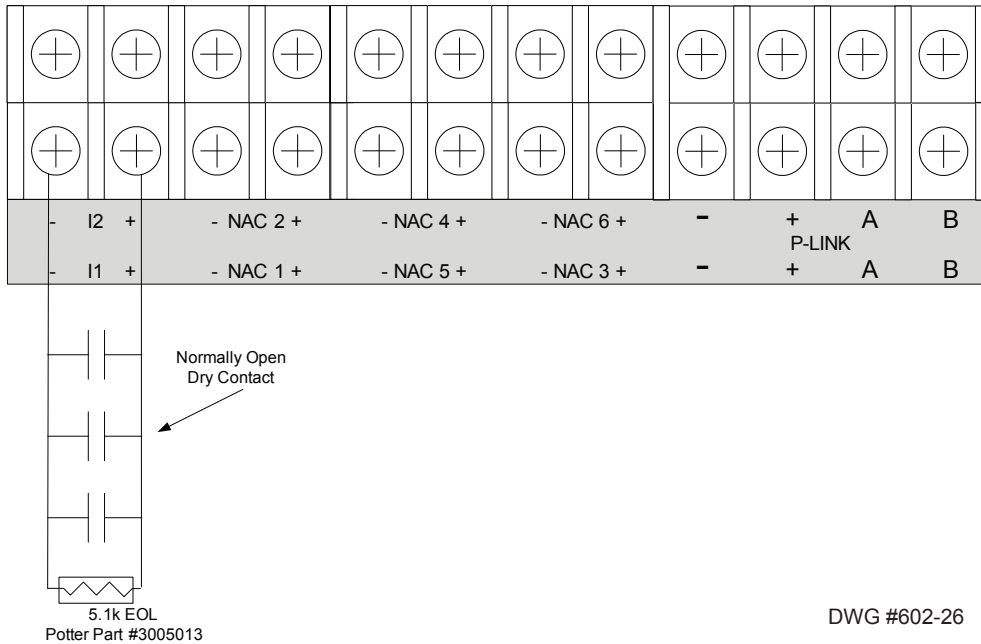 - I2 + - NAC 2 + - NAC 4 + - NAC 6 + - + A B
P-LINK
- I1 + - NAC 1 + - NAC 5 + - NAC 3 + - + A B
Normally Open
Dry Contact
5.1k EOL
Potter Part #3005013
DWG #602-26